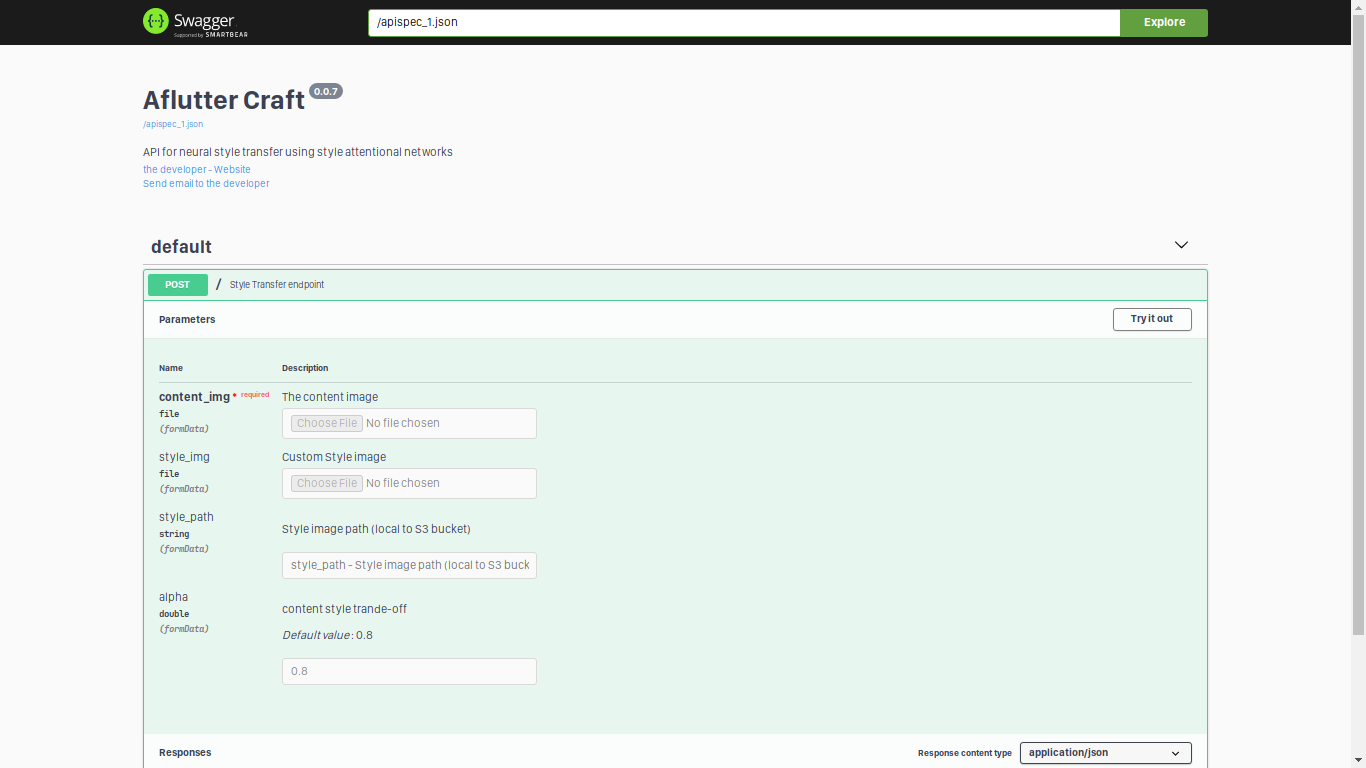 Swagger
Supported by SMARTBEAR
/apispec_1.json
Explore
Aflutter Craft 0.0.7
/apispec_1.json
API for neural style transfer using style attentional networks
the developer - Website
Send email to the developer
default
POST / Style Transfer endpoint
Parameters
Try it out
Name Description
content_img * required The content image
file
(formData)
Choose File No file chosen
style_img Custom Style image
file
(formData)
Choose File No file chosen
style_path
string
(formData)
Style image path (local to S3 bucket)
style_path - Style image path (local to S3 buck
alpha
double
(formData)
content style trande-off
Default value : 0.8
0.8
Responses
Response content type application/json